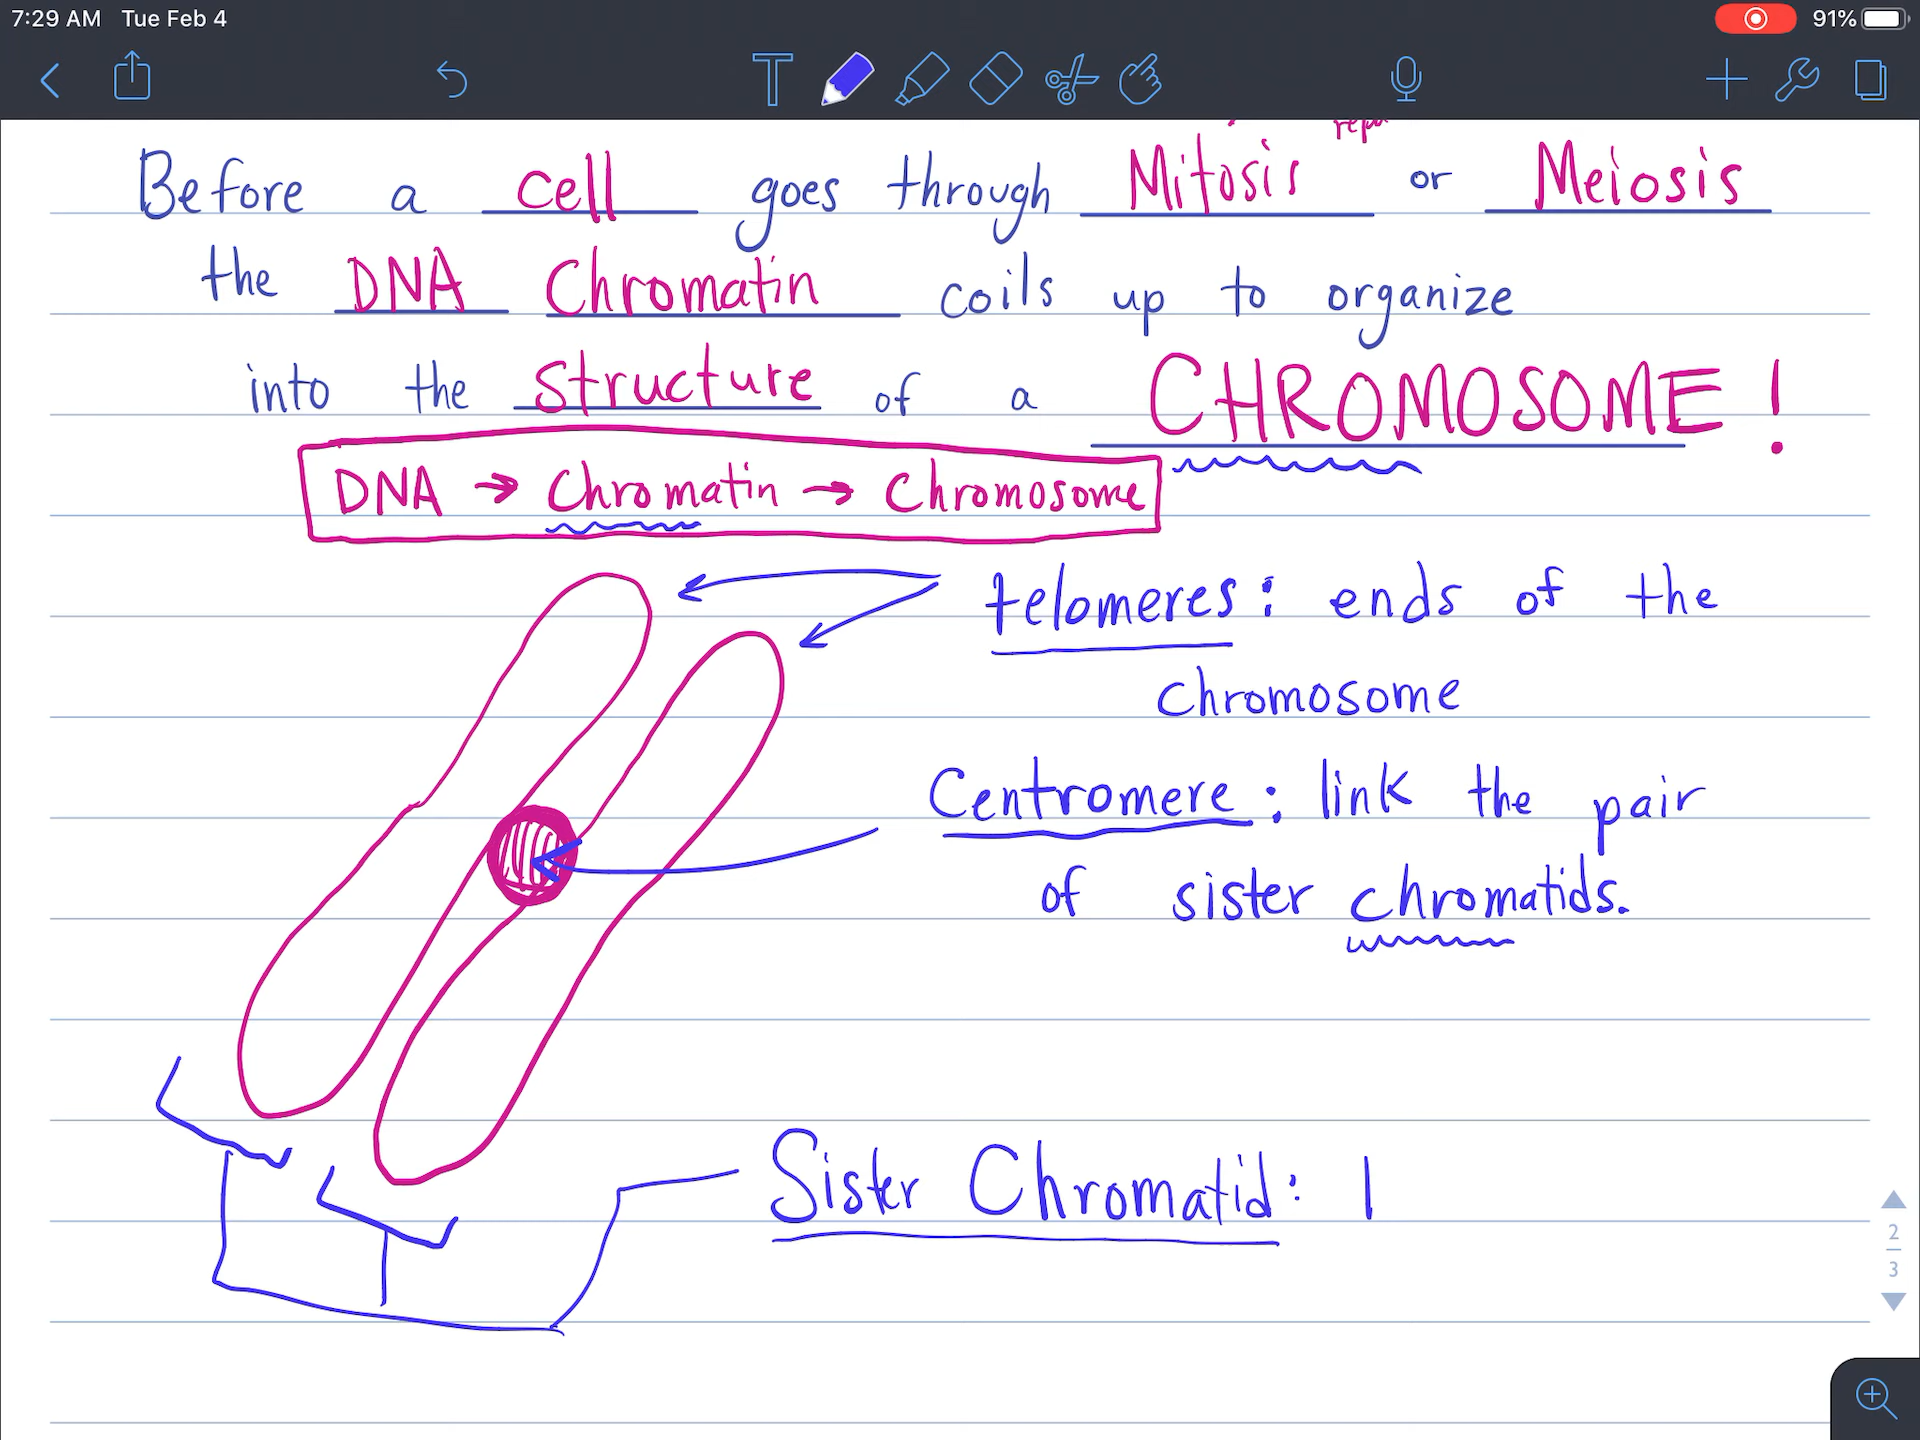 7:29 AM Tue Feb 4 91%
T
Before a cell goes through Mitosis or Meiosis
the DNA Chromatin coils up to organize
into the structure of a CHROMOSOME!
DNA → Chromatin → Chromosome
telomeres: ends of the
chromosome
Centromere: link the pair
of sister chromatids.
Sister Chromatid: 1
2
3